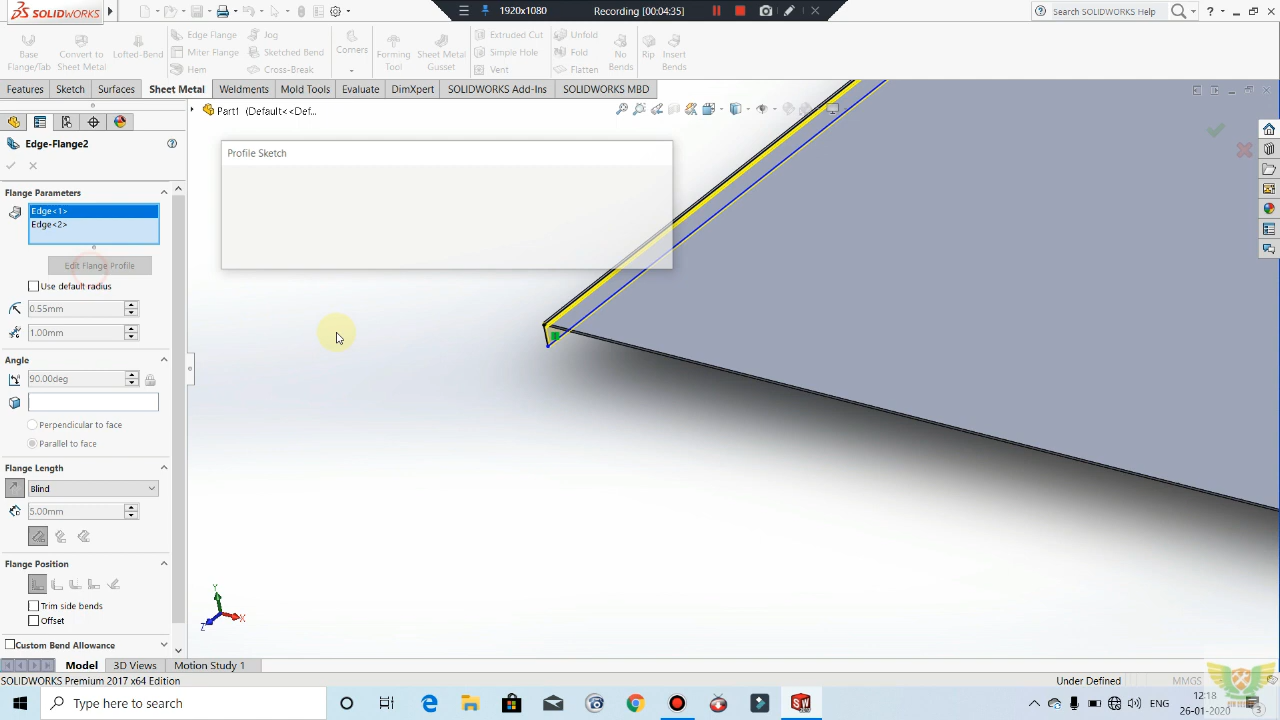 SOLIDWORKS
1920x1080
Recording [00:04:35]
Search SOLIDWORKS Help
Base Flange/Tab
Convert to Sheet Metal
Lofted-Bend
Edge Flange
Miter Flange
Hem
Jog
Sketched Bend
Cross-Break
Corners
Forming Tool
Sheet Metal Gusset
Extruded Cut
Simple Hole
Vent
Unfold
Fold
Flatten
No Bends
Rip
Insert Bends
Features Sketch Surfaces Sheet Metal Weldments Mold Tools Evaluate DimXpert SOLIDWORKS Add-Ins SOLIDWORKS MBD
Part1 (Default<<Def...
Edge-Flange2
Profile Sketch
Flange Parameters
Edge<1>
Edge<2>
Edit Flange Profile
Use default radius
0.55mm
1.00mm
Angle
90.00deg
Perpendicular to face
Parallel to face
Flange Length
Blind
5.00mm
Flange Position
Trim side bends
Offset
Custom Bend Allowance
Y
X
Z
Model 3D Views Motion Study 1
SOLIDWORKS Premium 2017 x64 Edition
Under Defined
MMGS
Type here to search
SW
2017
ENG
12:18
26-01-2020
3